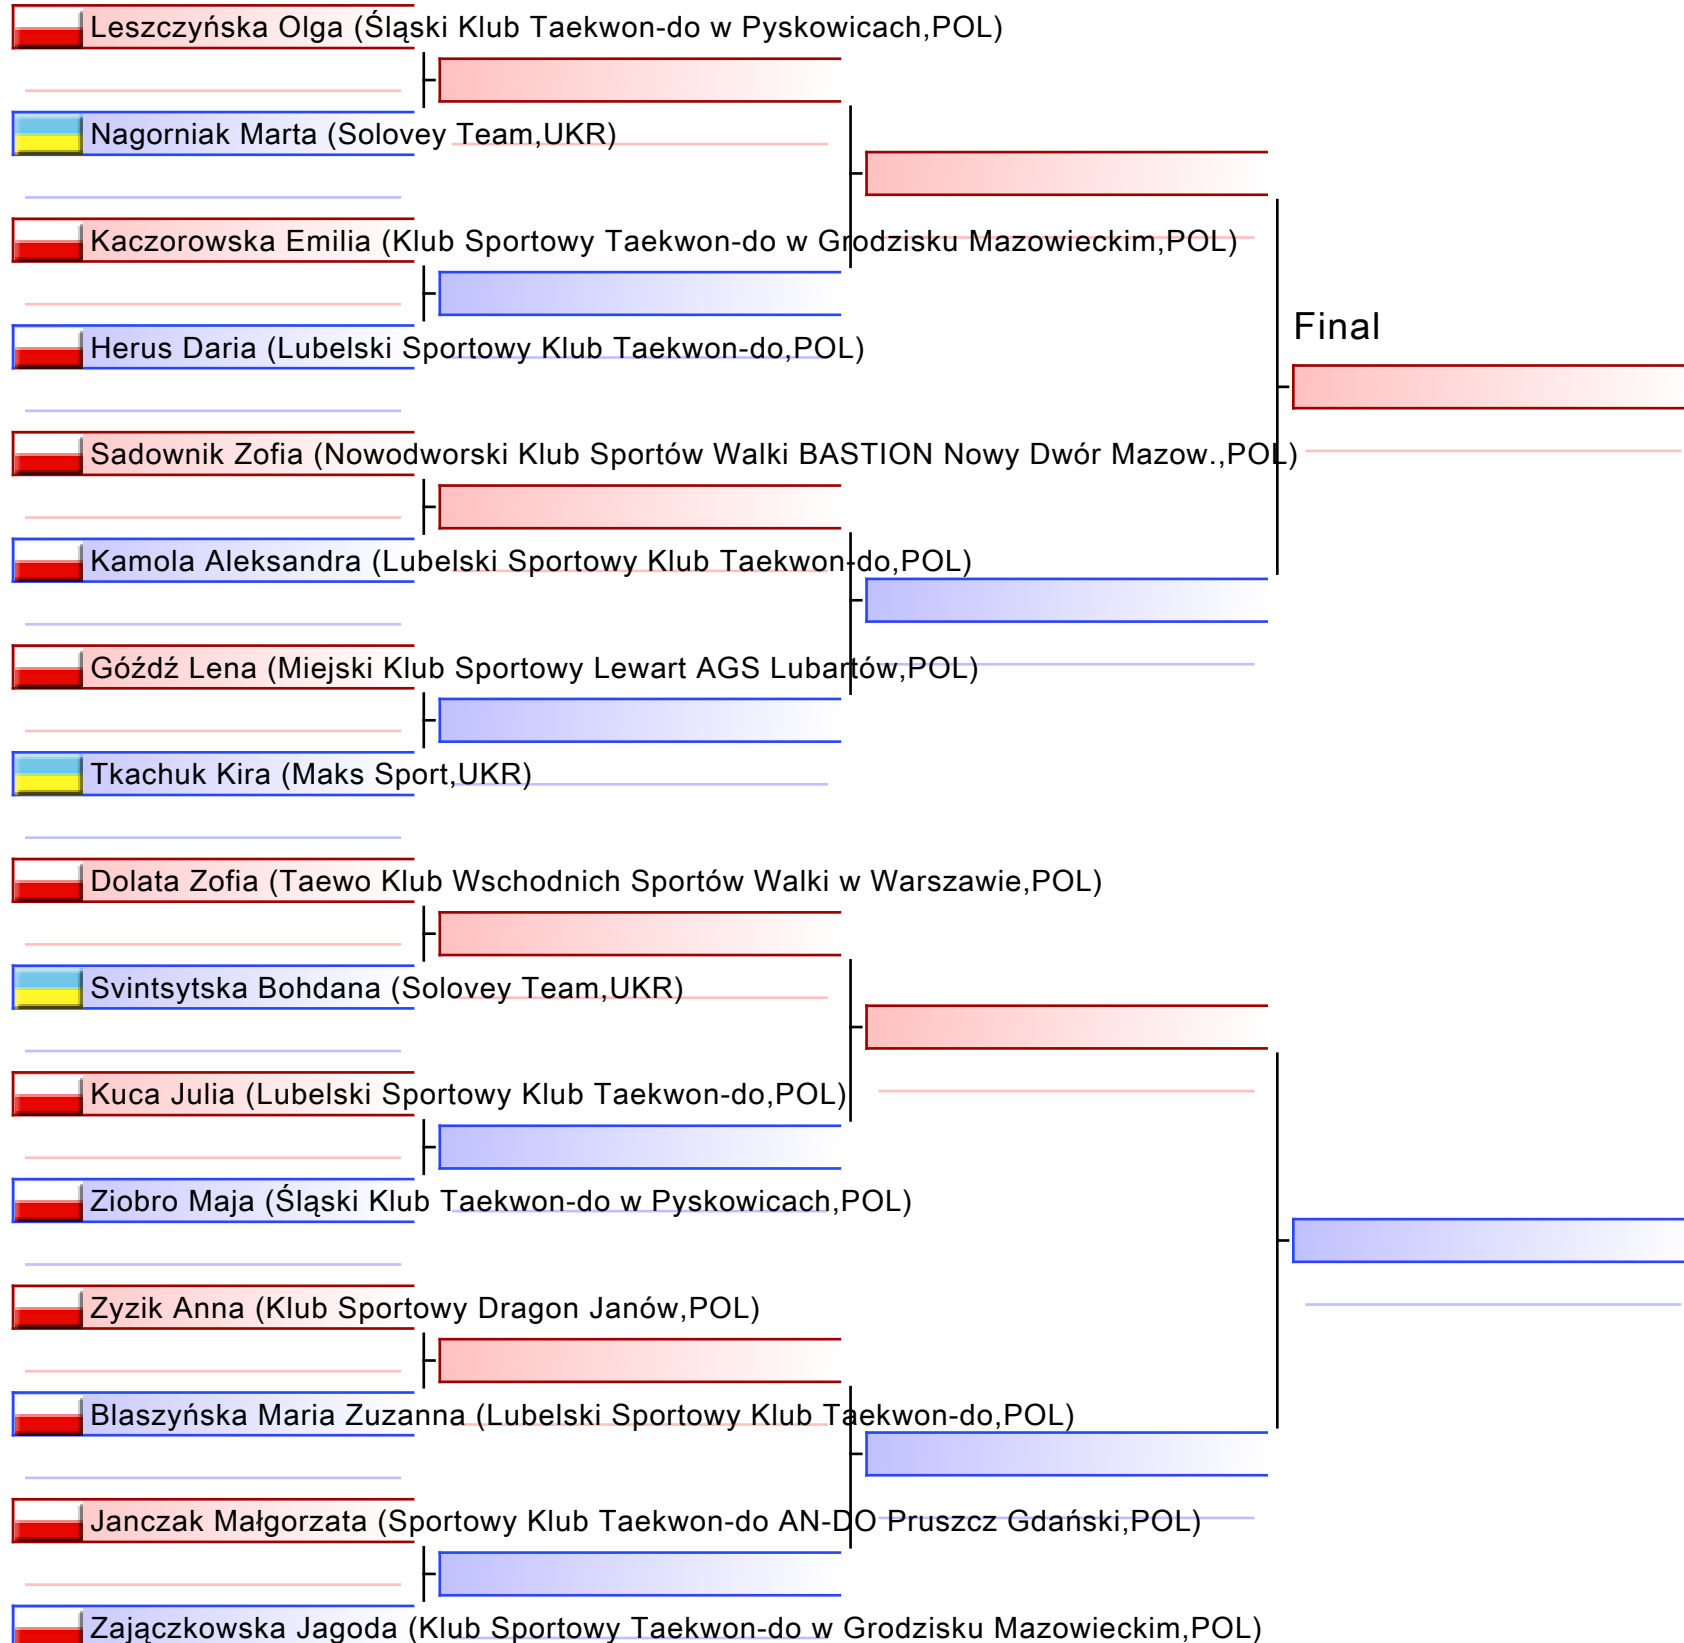 Leszczyńska Olga (Śląski Klub Taekwon-do w Pyskowicach,POL)
Nagorniak Marta (Solovey Team,UKR)
Kaczorowska Emilia (Klub Sportowy Taekwon-do w Grodzisku Mazowieckim,POL)
Final
Herus Daria (Lubelski Sportowy Klub Taekwon-do,POL)
Sadownik Zofia (Nowodworski Klub Sportów Walki BASTION Nowy Dwór Mazow.,POL)
Kamola Aleksandra (Lubelski Sportowy Klub Taekwon-do,POL)
Góźdź Lena (Miejski Klub Sportowy Lewart AGS Lubartów,POL)
Tkachuk Kira (Maks Sport,UKR)
Dolata Zofia (Taewo Klub Wschodnich Sportów Walki w Warszawie,POL)
Svintsytska Bohdana (Solovey Team,UKR)
Kuca Julia (Lubelski Sportowy Klub Taekwon-do,POL)
Ziobro Maja (Śląski Klub Taekwon-do w Pyskowicach,POL)
Zyzik Anna (Klub Sportowy Dragon Janów,POL)
Blaszyńska Maria Zuzanna (Lubelski Sportowy Klub Taekwon-do,POL)
Janczak Małgorzata (Sportowy Klub Taekwon-do AN-DO Pruszcz Gdański,POL)
Zajączkowska Jagoda (Klub Sportowy Taekwon-do w Grodzisku Mazowieckim,POL)